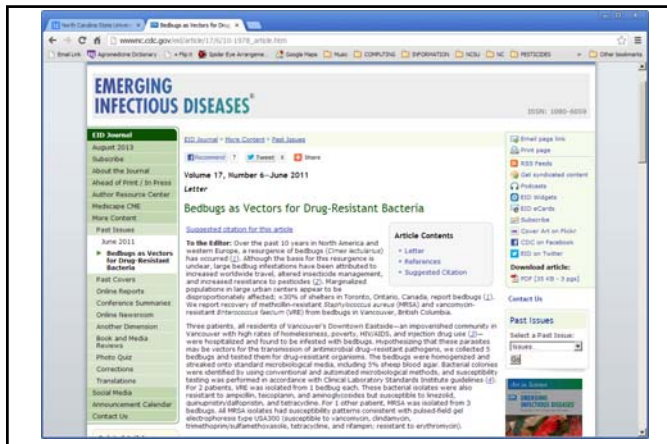 North Carolina State Univers
Bedbugs as Vectors for Drug
wwwnc.cdc.gov/eid/article/17/6/10-1978_article.htm
Email Link
Agromedicine Dictionary
Flip It
Spider Eye Arrangeme...
Google Maps
Music
COMPUTING
INFORMATION
NCSU
NC
PESTICIDES
Other bookmarks
EMERGING
INFECTIOUS DISEASES®
ISSN: 1080-6059
EID Journal
August 2013
Subscribe
About the Journal
Ahead of Print / In Press
Author Resource Center
Medscape CME
More Content
Past Issues
June 2011
Bedbugs as Vectors
for Drug-Resistant
Bacteria
Past Covers
Online Reports
Conference Summaries
Online Newsroom
Another Dimension
Book and Media
Reviews
Photo Quiz
Corrections
Translations
Social Media
Announcement Calendar
Contact Us
EID Journal > More Content > Past Issues
Recommend 7 Tweet 8 Share
Volume 17, Number 6—June 2011
Letter
Bedbugs as Vectors for Drug-Resistant Bacteria
Suggested citation for this article
Article Contents
Letter
References
Suggested Citation
To the Editor: Over the past 10 years in North America and
western Europe, a resurgence of bedbugs (Cimex lectularius)
has occurred (1). Although the basis for this resurgence is
unclear, large bedbug infestations have been attributed to
increased worldwide travel, altered insecticide management,
and increased resistance to pesticides (2). Marginalized
populations in large urban centers appear to be
disproportionately affected; ≈30% of shelters in Toronto, Ontario, Canada, report bedbugs (1).
We report recovery of methicillin-resistant Staphylococcus aureus (MRSA) and vancomycin-
resistant Enterococcus faecium (VRE) from bedbugs in Vancouver, British Columbia.
Three patients, all residents of Vancouver's Downtown Eastside—an impoverished community in
Vancouver with high rates of homelessness, poverty, HIV/AIDS, and injection drug use (3)—
were hospitalized and found to be infested with bedbugs. Hypothesizing that these parasites
may be vectors for the transmission of antimicrobial drug-resistant pathogens, we collected 5
bedbugs and tested them for drug-resistant organisms. The bedbugs were homogenized and
streaked onto standard microbiological media, including 5% sheep blood agar. Bacterial colonies
were identified by using conventional and automated microbiological methods, and susceptibility
testing was performed in accordance with Clinical Laboratory Standards Institute guidelines (4).
For 2 patients, VRE was isolated from 1 bedbug each. These bacterial isolates were also
resistant to ampicillin, teicoplanin, and aminoglycosides but susceptible to linezolid,
quinupristin/dalfopristin, and tetracycline. For 1 other patient, MRSA was isolated from 3
bedbugs. All MRSA isolates had susceptibility patterns consistent with pulsed-field gel
electrophoresis type USA300 (susceptible to vancomycin, clindamycin,
trimethoprim/sulfamethoxasole, tetracycline, and rifampin; resistant to erythromycin).
Email page link
Print page
RSS Feeds
Get syndicated content
Podcasts
EID Widgets
EID eCards
Subscribe
Cover Art on Flickr
CDC on Facebook
EID on Twitter
Download article:
PDF [35 KB - 3 pgs]
Contact Us
Past Issues
Select a Past Issue:
Issues
Go
EMERGING
INFECTIOUS DISEASES